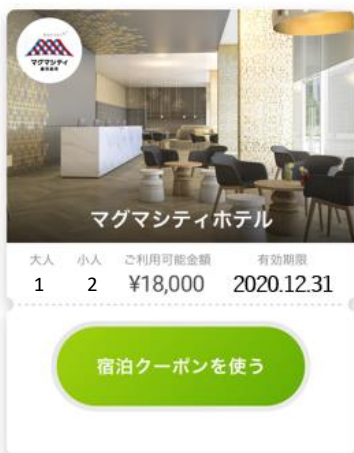 マグマシティ
マグマシティホテル
大人 小人 ご利用可能金額 有効期限
1 2 ¥18,000 2020.12.31
宿泊クーポンを使う